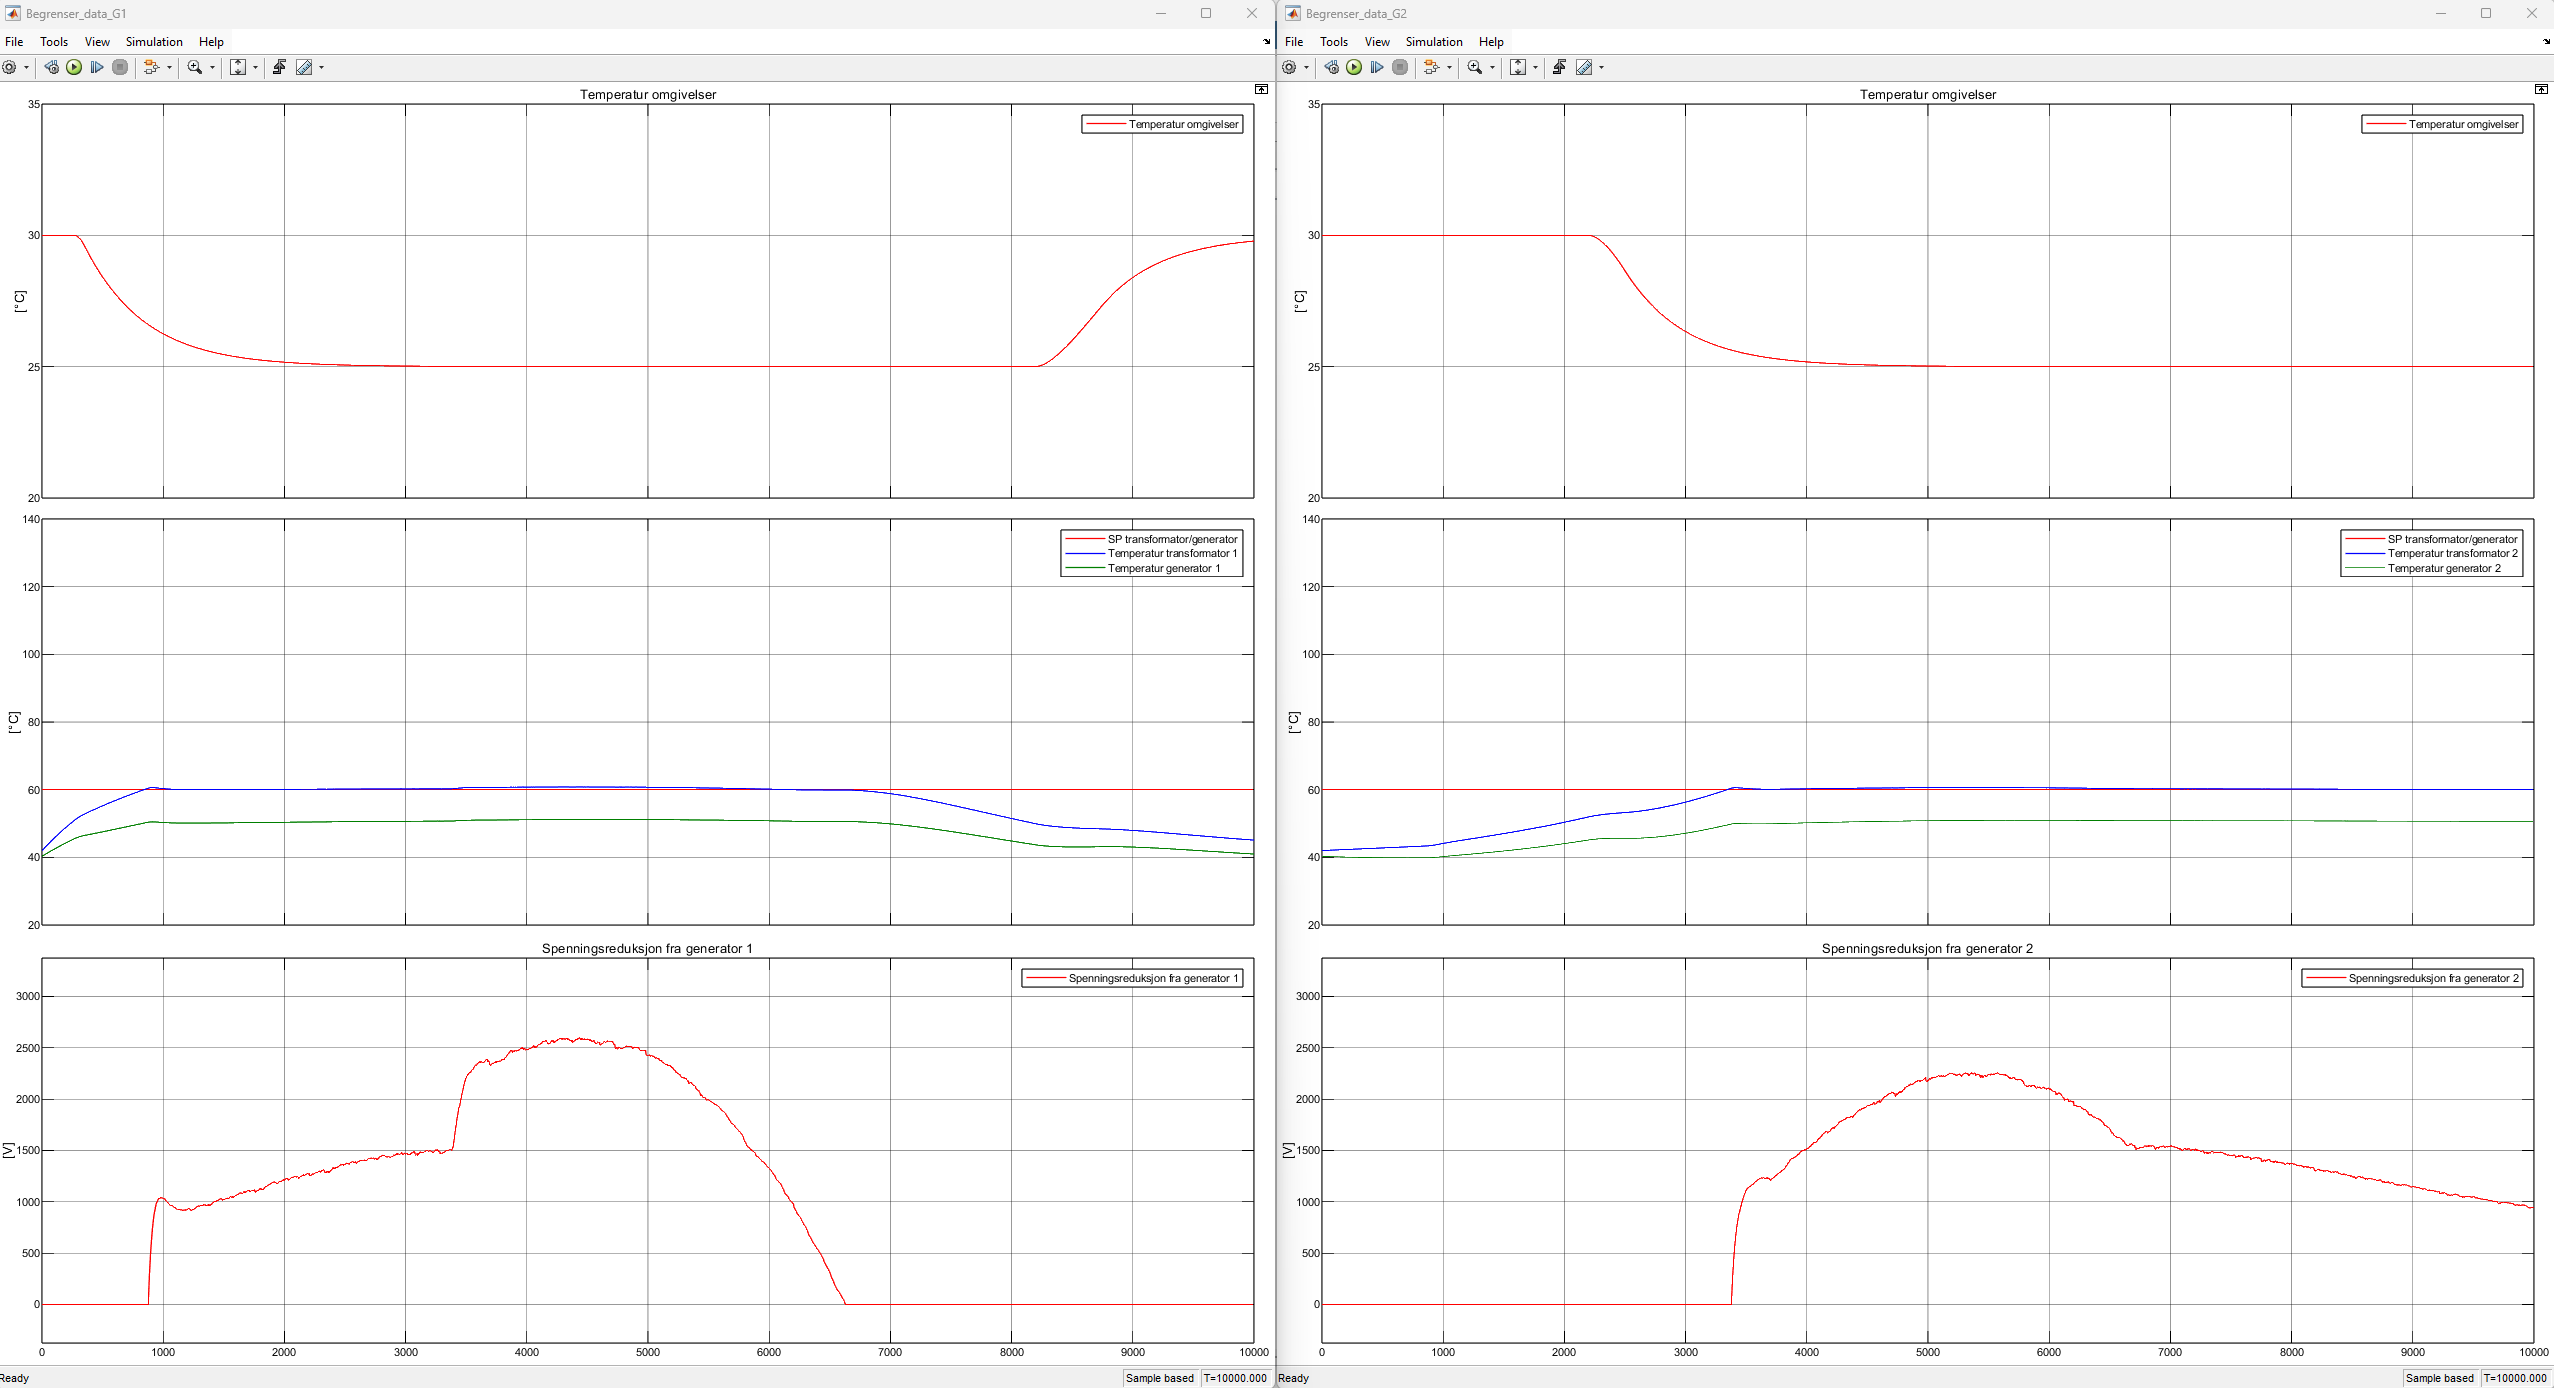 Begrenser_data_G1
File Tools View Simulation Help
Temperatur omgivelser
Temperatur omgivelser
35
30
25
20
[°C]
140
120
100
80
60
40
20
[°C]
SP transformator/generator
Temperatur transformator 1
Temperatur generator 1
Spenningsreduksjon fra generator 1
Spenningsreduksjon fra generator 1
3000
2500
2000
1500
1000
500
0
[V]
0 1000 2000 3000 4000 5000 6000 7000 8000 9000 10000
Ready Sample based T=10000.000
Begrenser_data_G2
File Tools View Simulation Help
Temperatur omgivelser
Temperatur omgivelser
35
30
25
20
[°C]
140
120
100
80
60
40
20
[°C]
SP transformator/generator
Temperatur transformator 2
Temperatur generator 2
Spenningsreduksjon fra generator 2
Spenningsreduksjon fra generator 2
3000
2500
2000
1500
1000
500
0
[V]
0 1000 2000 3000 4000 5000 6000 7000 8000 9000 10000
Ready Sample based T=10000.000